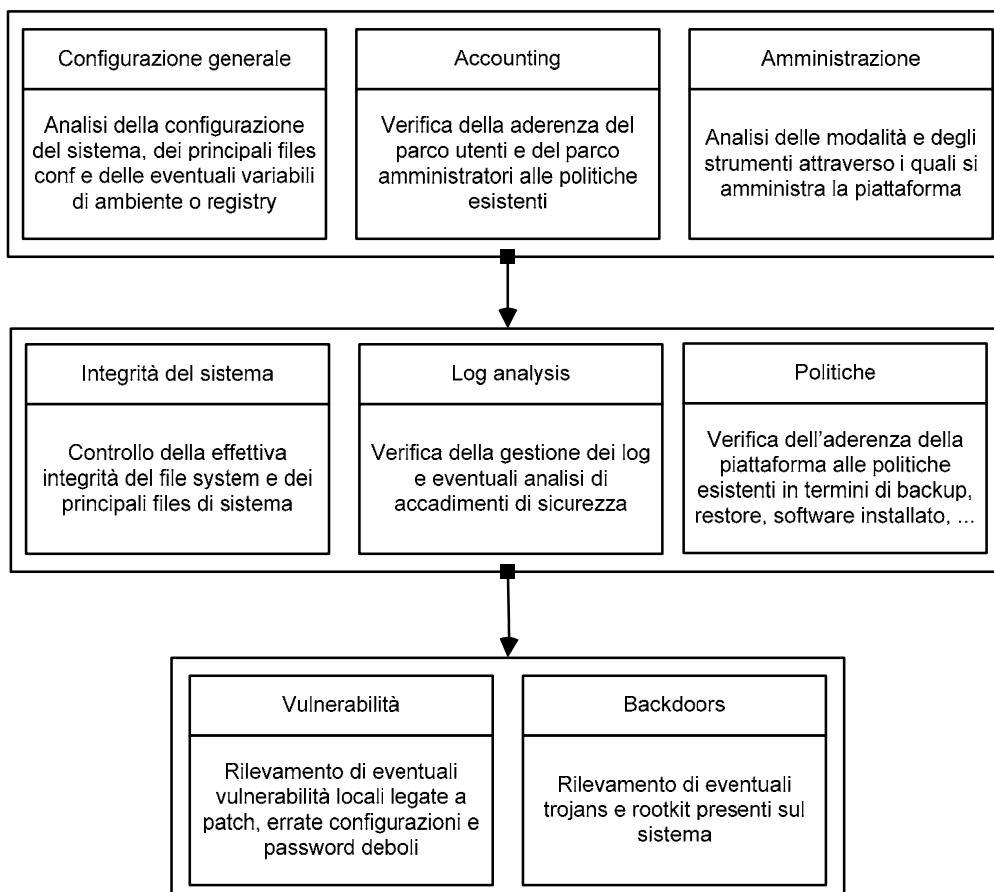 Configurazione generale
Analisi della configurazione
del sistema, dei principali files
conf e delle eventuali variabili
di ambiente o registry
Accounting
Verifica della aderenza del
parco utenti e del parco
amministratori alle politiche
esistenti
Amministrazione
Analisi delle modalità e degli
strumenti attraverso i quali si
amministra la piattaforma
Integrità del sistema
Controllo della effettiva
integrità del file system e dei
principali files di sistema
Log analysis
Verifica della gestione dei log
e eventuali analisi di
accadimenti di sicurezza
Politiche
Verifica dell’aderenza della
piattaforma alle politiche
esistenti in termini di backup,
restore, software installato, ...
Vulnerabilità
Rilevamento di eventuali
vulnerabilità locali legate a
patch, errate configurazioni e
password deboli
Backdoors
Rilevamento di eventuali
trojans e rootkit presenti sul
sistema